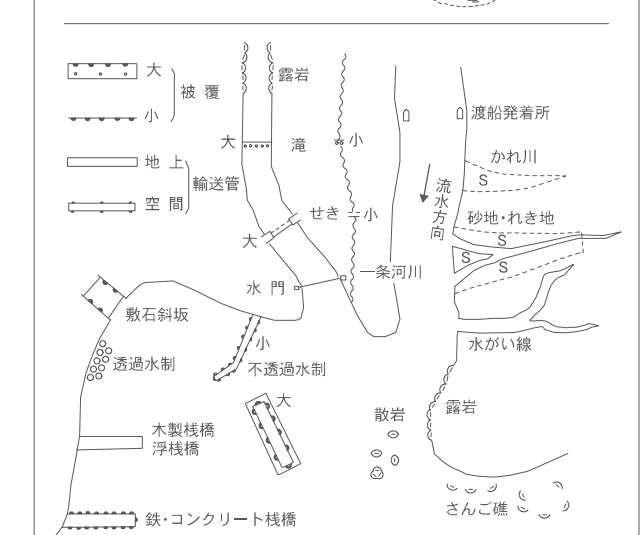 大
小
被覆
地上
空間
輸送管
露岩
大
滝
小
渡船発着所
かれ川
S
流水方向
砂地・れき地
S
S
S
せき
小
大
水門
一条河川
敷石斜坂
透過水制
小
不透過水制
大
水がい線
木製桟橋
浮桟橋
散岩
露岩
さんご礁
鉄・コンクリート桟橋